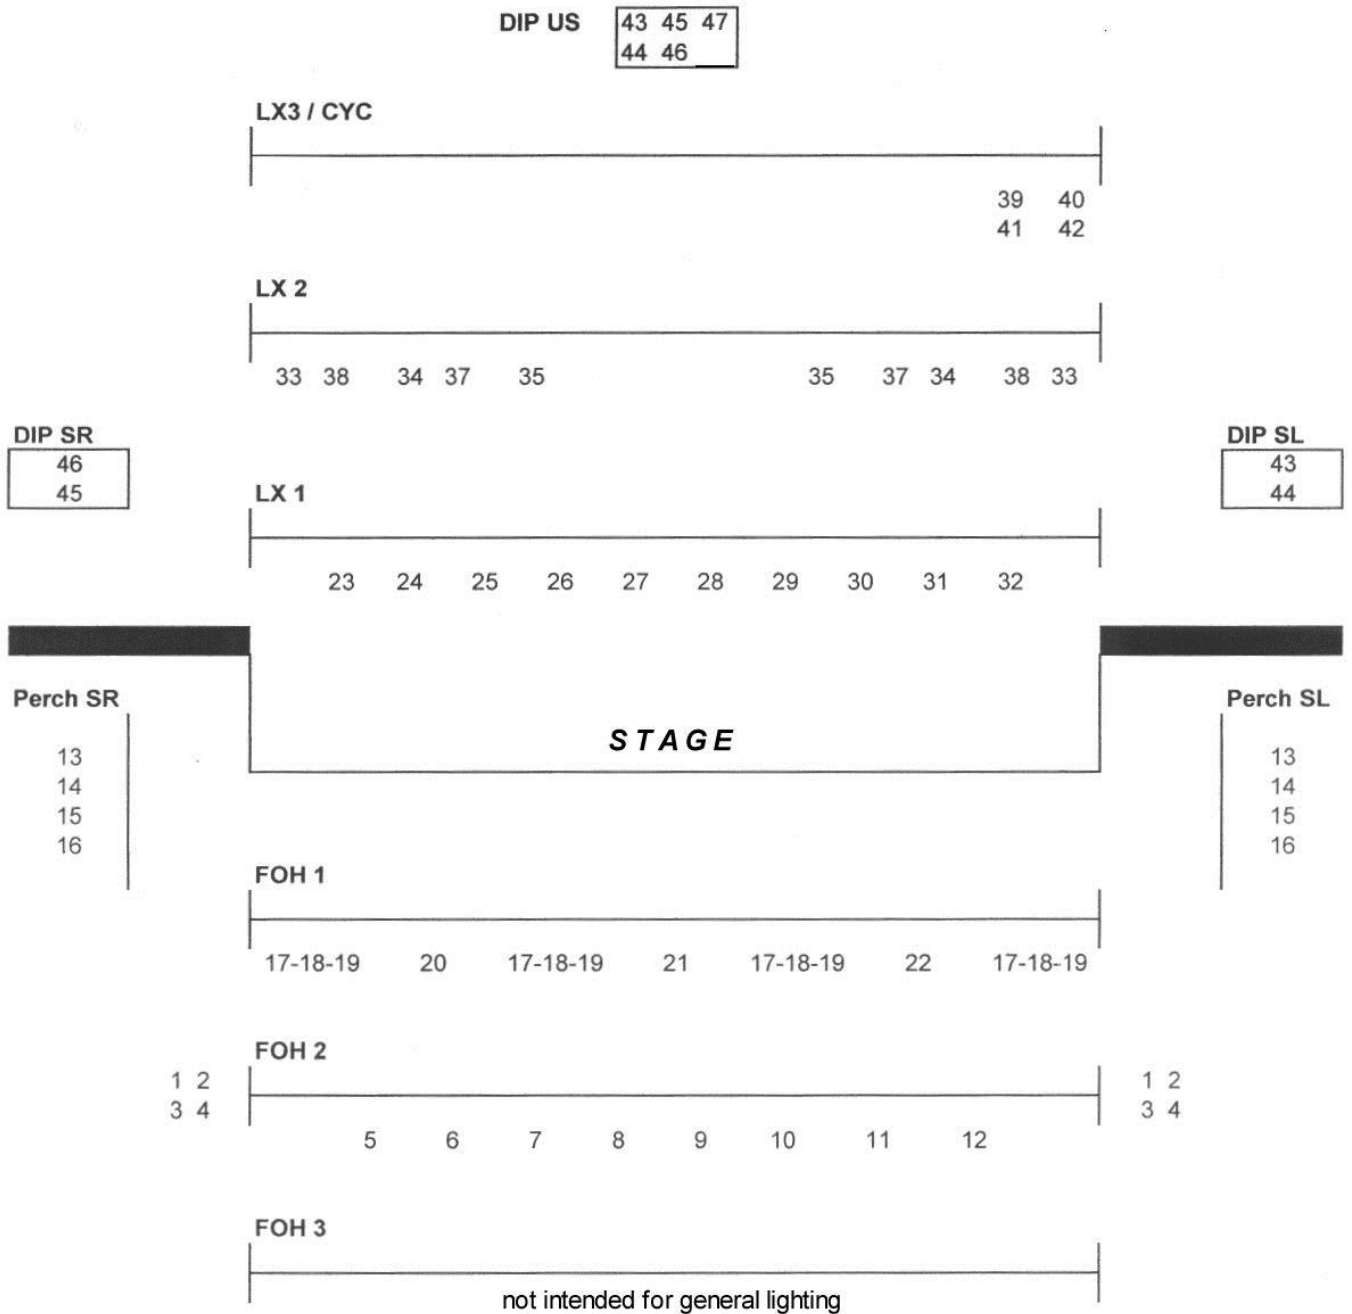 DIP US
43 45 47
44 46
LX3 / CYC
39 40
41 42
LX 2
33 38 34 37 35 35 37 34 38 33
DIP SR
46
45
DIP SL
43
44
LX 1
23 24 25 26 27 28 29 30 31 32
Perch SR
13
14
15
16
STAGE
Perch SL
13
14
15
16
FOH 1
17-18-19 20 17-18-19 21 17-18-19 22 17-18-19
FOH 2
1 2
3 4
1 2
3 4
5 6 7 8 9 10 11 12
FOH 3
not intended for general lighting